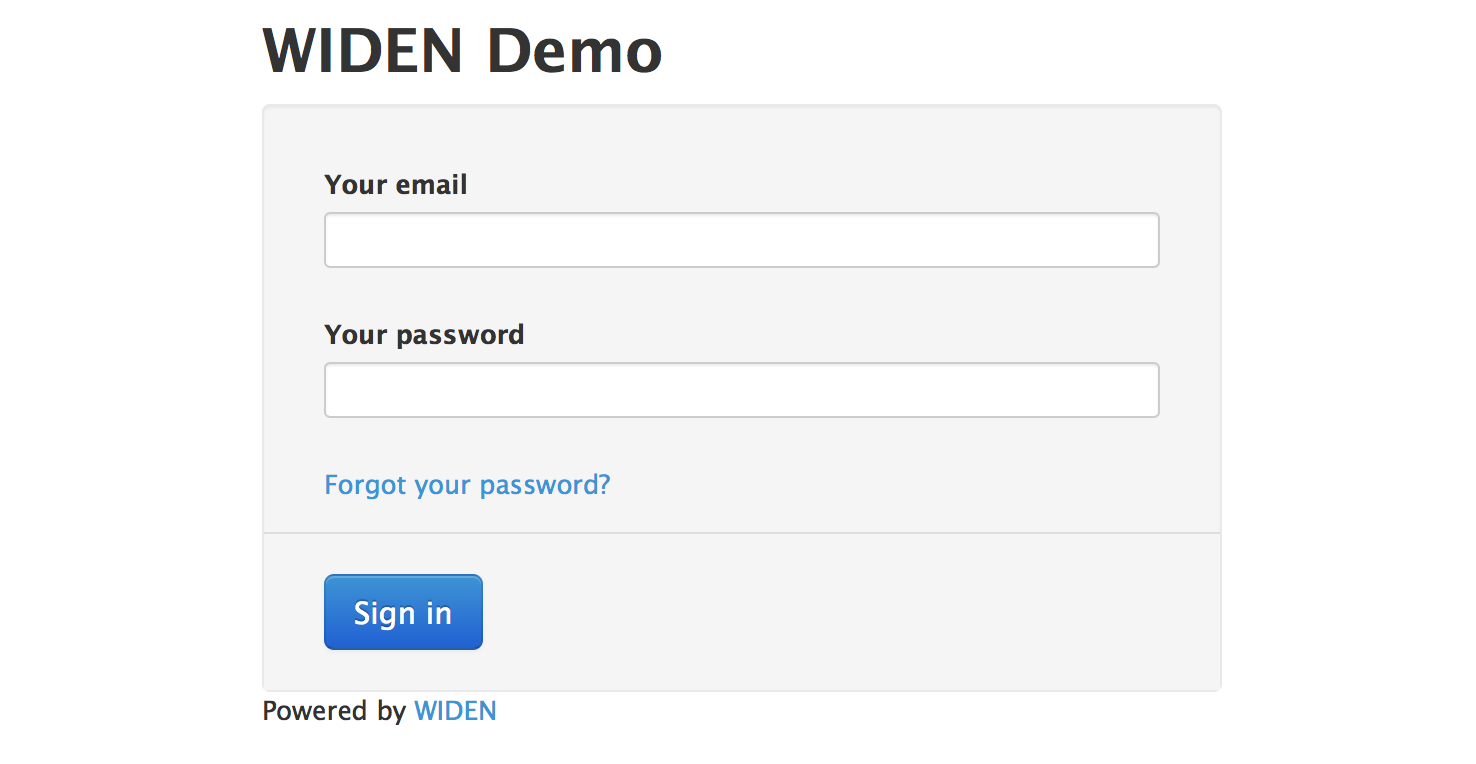 WIDEN Demo
Your email
Your password
Forgot your password?
Sign in
Powered by WIDEN